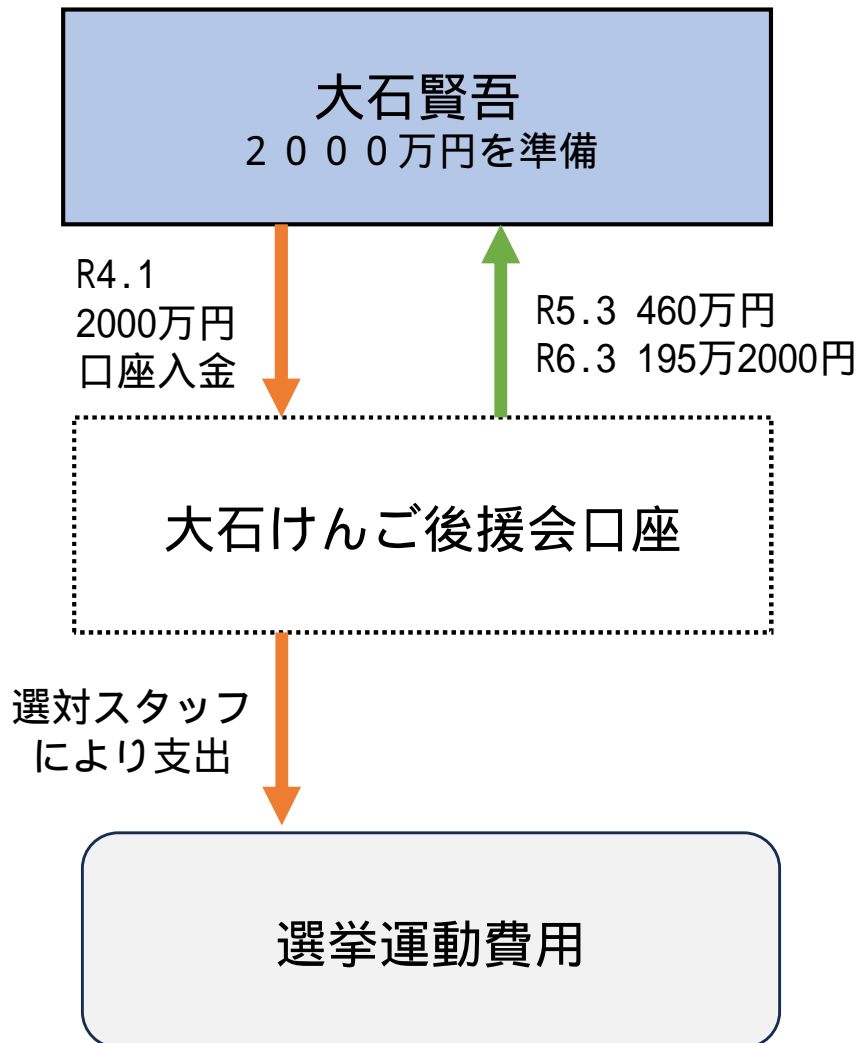 大石賢吾
２０００万円を準備
R4.1
2000万円
口座入金
R5.3 460万円
R6.3 195万2000円
大石けんご後援会口座
選対スタッフ
により支出
選挙運動費用